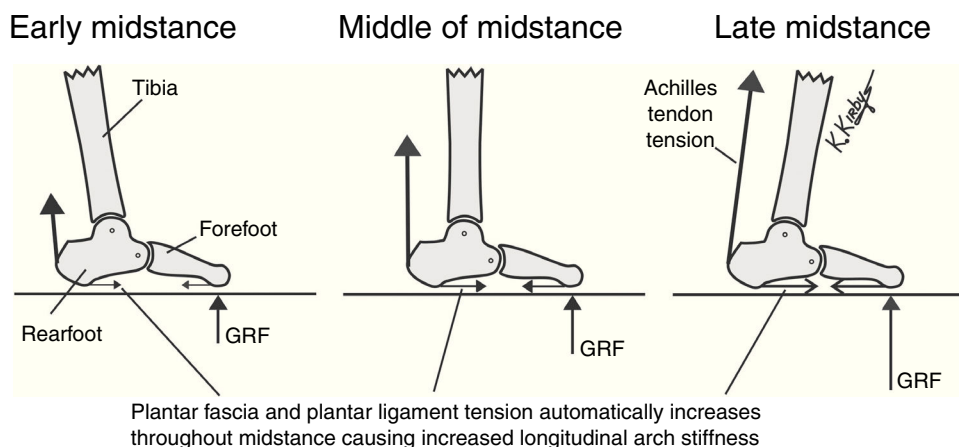 Early midstance
Middle of midstance
Late midstance
Tibia
Achilles
tendon
tension
K. Kirby
Forefoot
Rearfoot
GRF
GRF
GRF
Plantar fascia and plantar ligament tension automatically increases
throughout midstance causing increased longitudinal arch stiffness